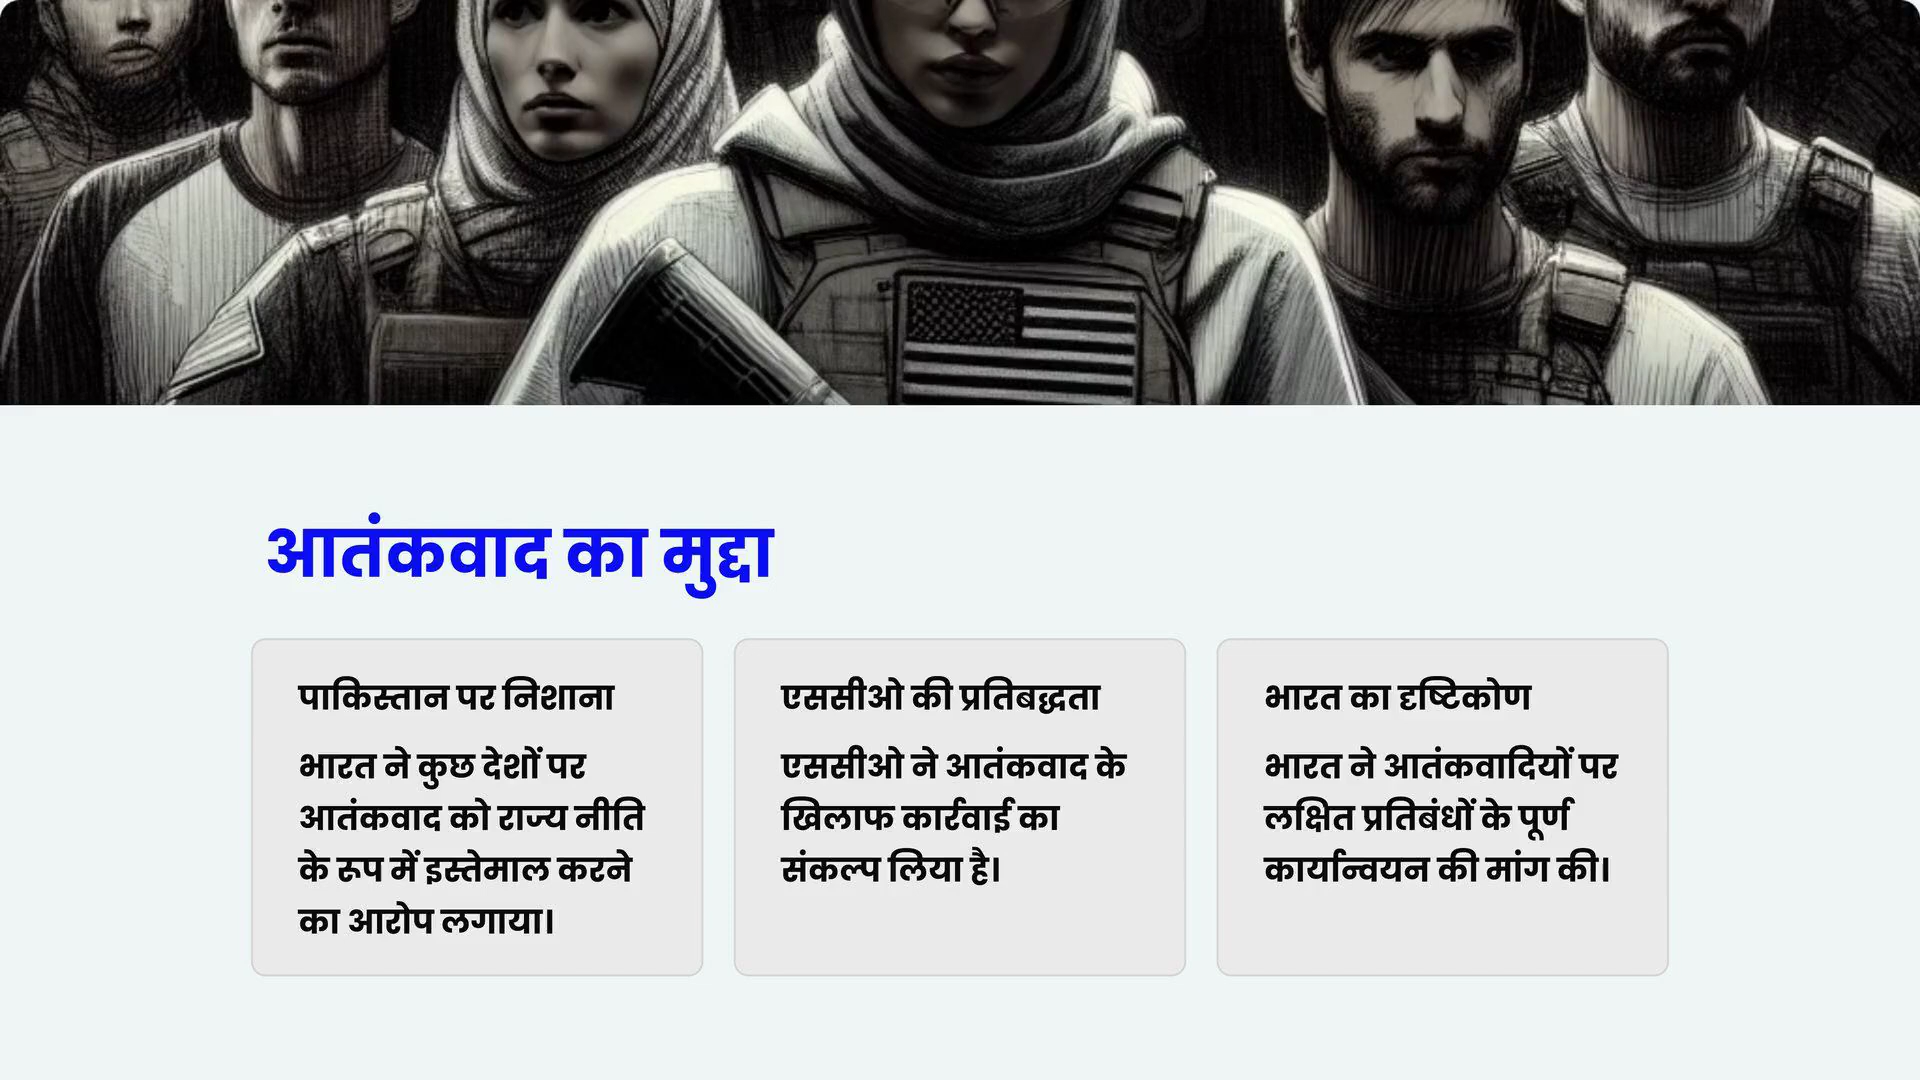 आतंकवाद का मुद्दा
पाकिस्तान पर निशाना
भारत ने कुछ देशों पर
आतंकवाद को राज्य नीति
के रूप में इस्तेमाल करने
का आरोप लगाया।
एससीओ की प्रतिबद्धता
एससीओ ने आतंकवाद के
खिलाफ कार्रवाई का
संकल्प लिया है।
भारत का दृष्टिकोण
भारत ने आतंकवादियों पर
लक्षित प्रतिबंधों के पूर्ण
कार्यान्वयन की मांग की।